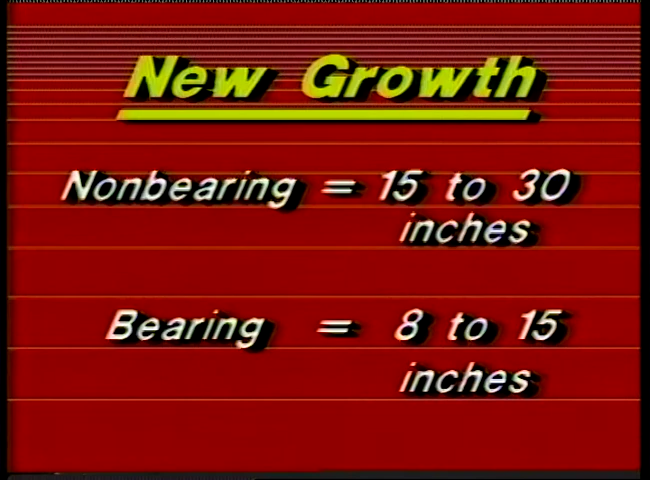 New Growth
Nonbearing = 15 to 30
inches
Bearing = 8 to 15
inches